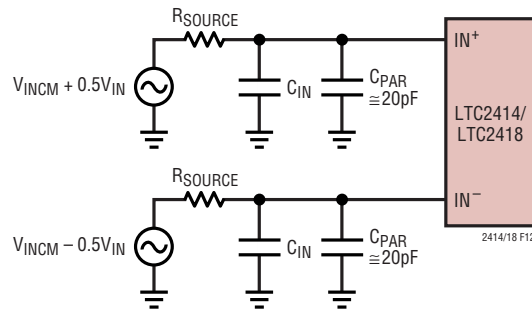 RSOURCE
VINCM + 0.5VIN
CIN
CPAR
≅20pF
IN+
LTC2414/
LTC2418
RSOURCE
VINCM – 0.5VIN
CIN
CPAR
≅20pF
IN–
2414/18 F12